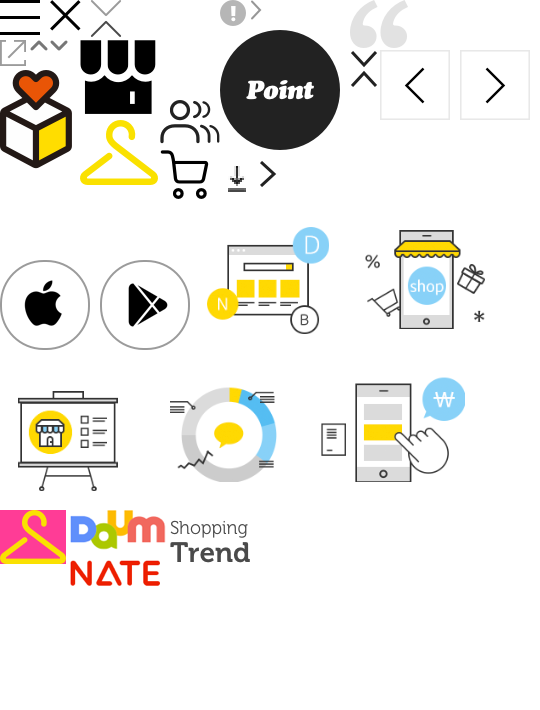 Point
D
N
B
%
shop
*
₩
Daum
Shopping
Trend
NATE